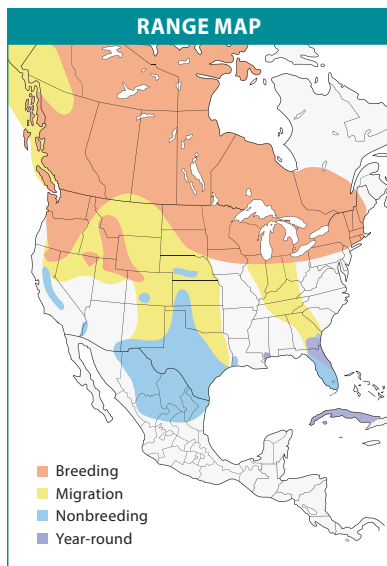 RANGE MAP
Breeding
Migration
Nonbreeding
Year-round